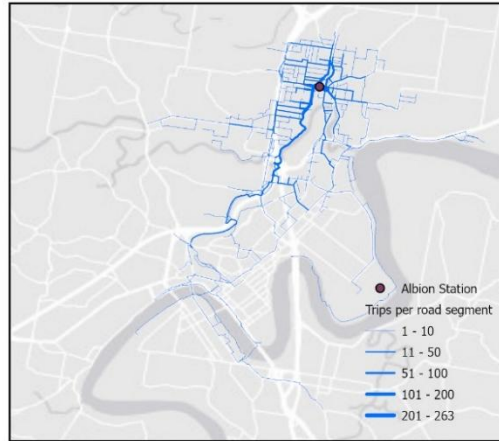 Albion Station
Trips per road segment
1 - 10
11 - 50
51 - 100
101 - 200
201 - 263